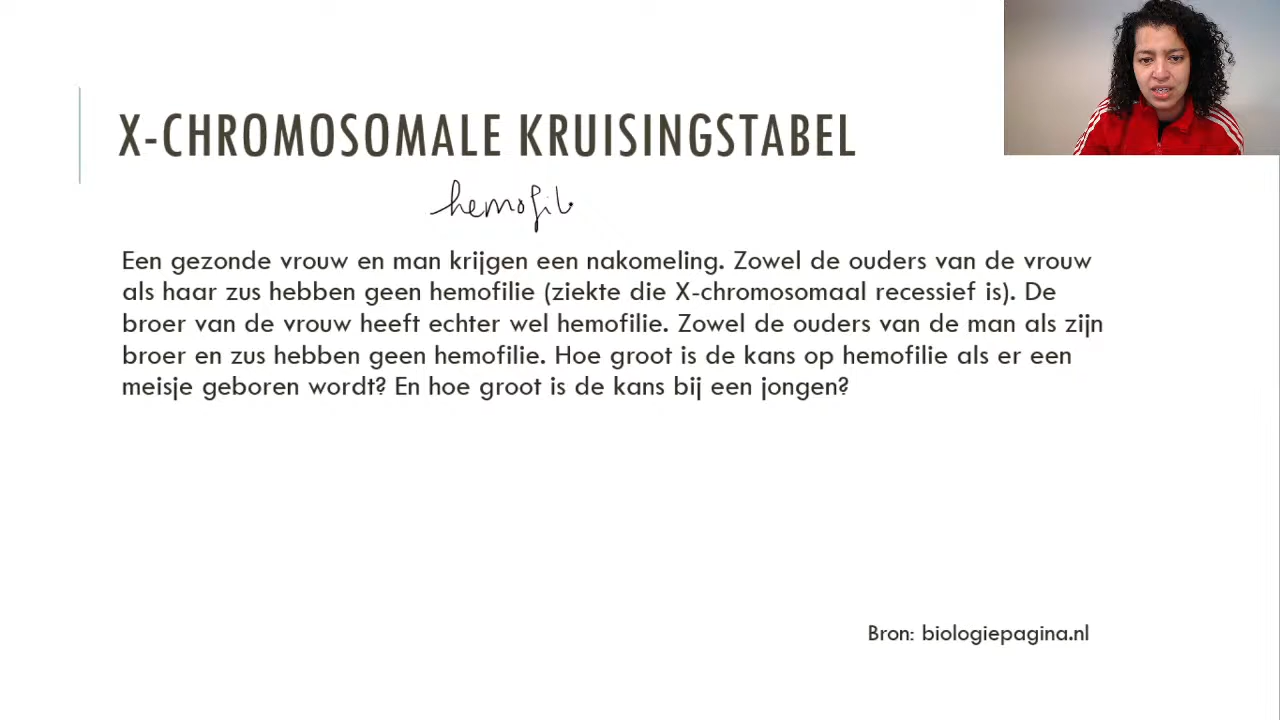 X-CHROMOSOMALE KRUISINGSTABEL
hemofil
Een gezonde vrouw en man krijgen een nakomeling. Zowel de ouders van de vrouw
als haar zus hebben geen hemofilie (ziekte die X-chromosomaal recessief is). De
broer van de vrouw heeft echter wel hemofilie. Zowel de ouders van de man als zijn
broer en zus hebben geen hemofilie. Hoe groot is de kans op hemofilie als er een
meisje geboren wordt? En hoe groot is de kans bij een jongen?
Bron: biologiepagina.nl